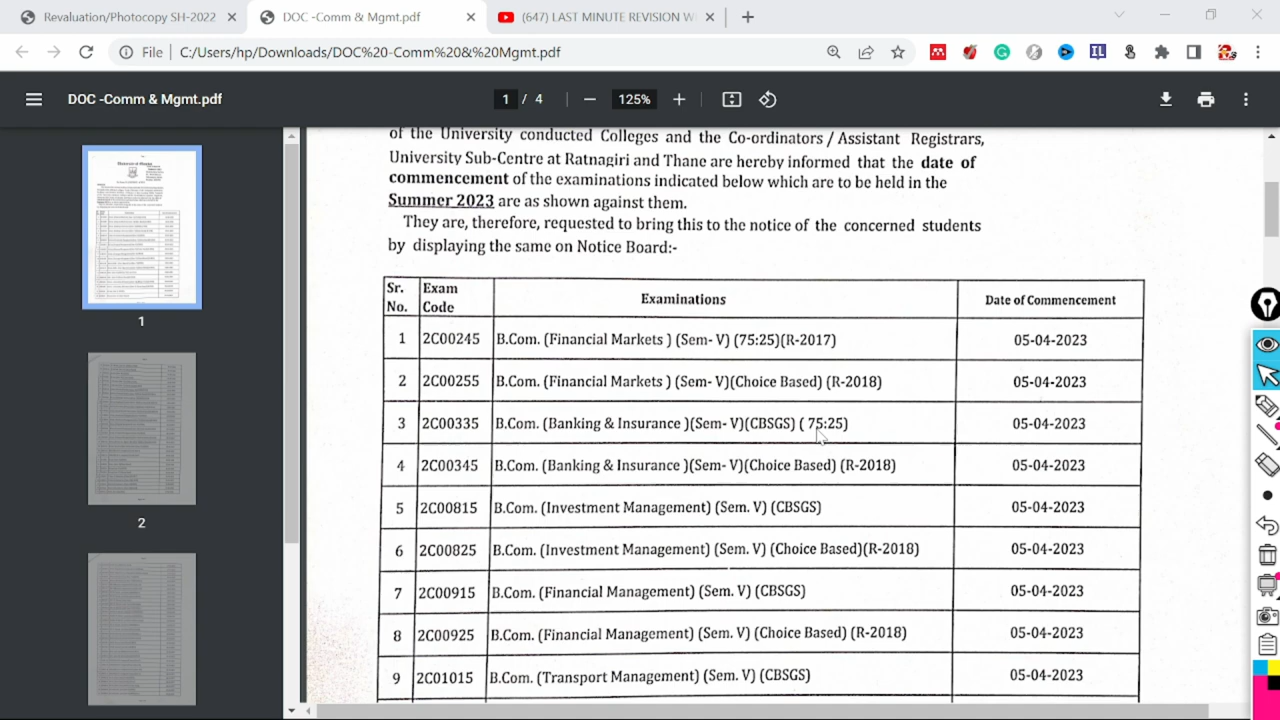 Revaluation/Photocopy SH-2022
DOC -Comm & Mgmt.pdf
(647) LAST MINUTE REVISION W
File
C:/Users/hp/Downloads/DOC%20-Comm%20&%20Mgmt.pdf
DOC -Comm & Mgmt.pdf
1 / 4
125%
of the University conducted Colleges and the Co-ordinators / Assistant Registrars,
University Sub-Centre of Ratnagiri and Thane are hereby informed that the date of
commencement of the examinations indicated below which are to be held in the
Summer 2023 are as shown against them.
They are, therefore, requested to bring this to the notice of the concerned students
by displaying the same on Notice Board:-
Sr. No. Exam Code Examinations Date of Commencement
1 2C00245 B.Com. (Financial Markets ) (Sem- V) (75:25)(R-2017) 05-04-2023
2 2C00255 B.Com. (Financial Markets ) (Sem- V)(Choice Based) (R-2018) 05-04-2023
3 2C00335 B.Com. (Banking & Insurance )(Sem- V)(CBSGS) ( 75:25) 05-04-2023
4 2C00345 B.Com. (Banking & Insurance )(Sem- V)(Choice Based) (R-2018) 05-04-2023
5 2C00815 B.Com. (Investment Management) (Sem. V) (CBSGS) 05-04-2023
6 2C00825 B.Com. (Investment Management) (Sem. V) (Choice Based)(R-2018) 05-04-2023
7 2C00915 B.Com. (Financial Management) (Sem. V) (CBSGS) 05-04-2023
8 2C00925 B.Com. (Financial Management) (Sem. V) (Choice Based) (R-2018) 05-04-2023
9 2C01015 B.Com. (Transport Management) (Sem. V) (CBSGS) 05-04-2023
1
2